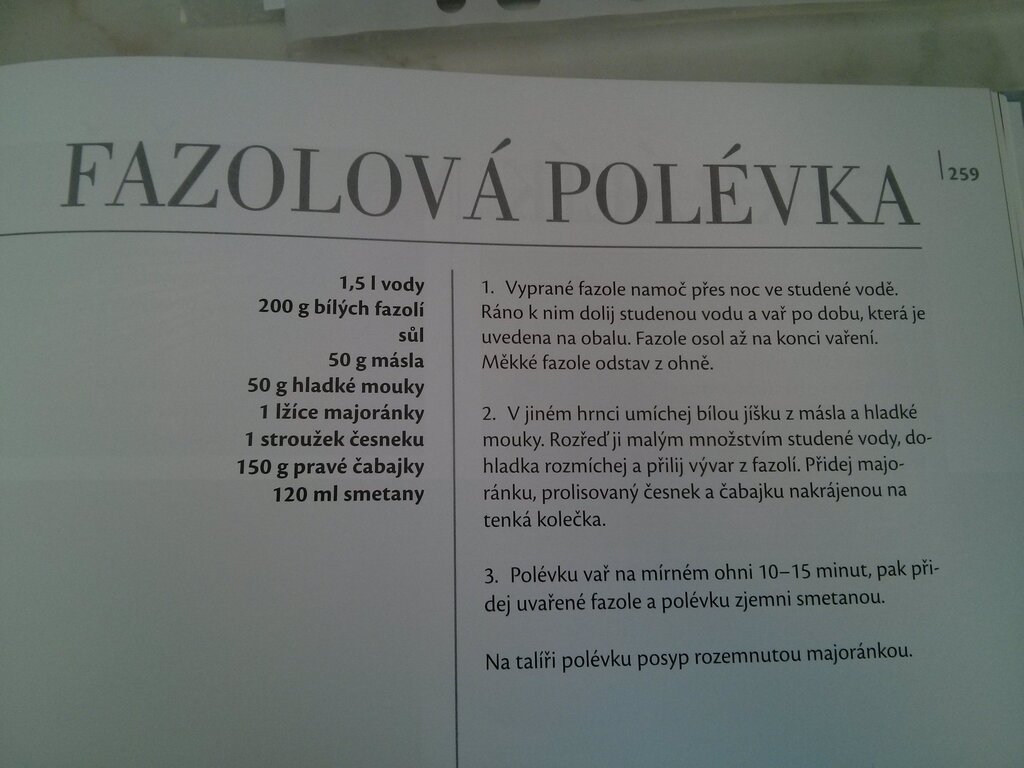 FAZOLOVÁ POLÉVKA
259
1,5 l vody
200 g bílých fazolí
sůl
50 g másla
50 g hladké mouky
1 lžíce majoránky
1 stroužek česneku
150 g pravé čabajky
120 ml smetany
1. Vyprané fazole namoč přes noc ve studené vodě.
Ráno k nim dolij studenou vodu a vař po dobu, která je
uvedena na obalu. Fazole osol až na konci vaření.
Měkké fazole odstav z ohně.
2. V jiném hrnci umíchej bílou jíšku z másla a hladké
mouky. Rozřeď ji malým množstvím studené vody, do-
hladka rozmíchej a přilij vývar z fazolí. Přidej majo-
ránku, prolisovaný česnek a čabajku nakrájenou na
tenká kolečka.
3. Polévku vař na mírném ohni 10–15 minut, pak při-
dej uvařené fazole a polévku zjemni smetanou.
Na talíři polévku posyp rozemnutou majoránkou.